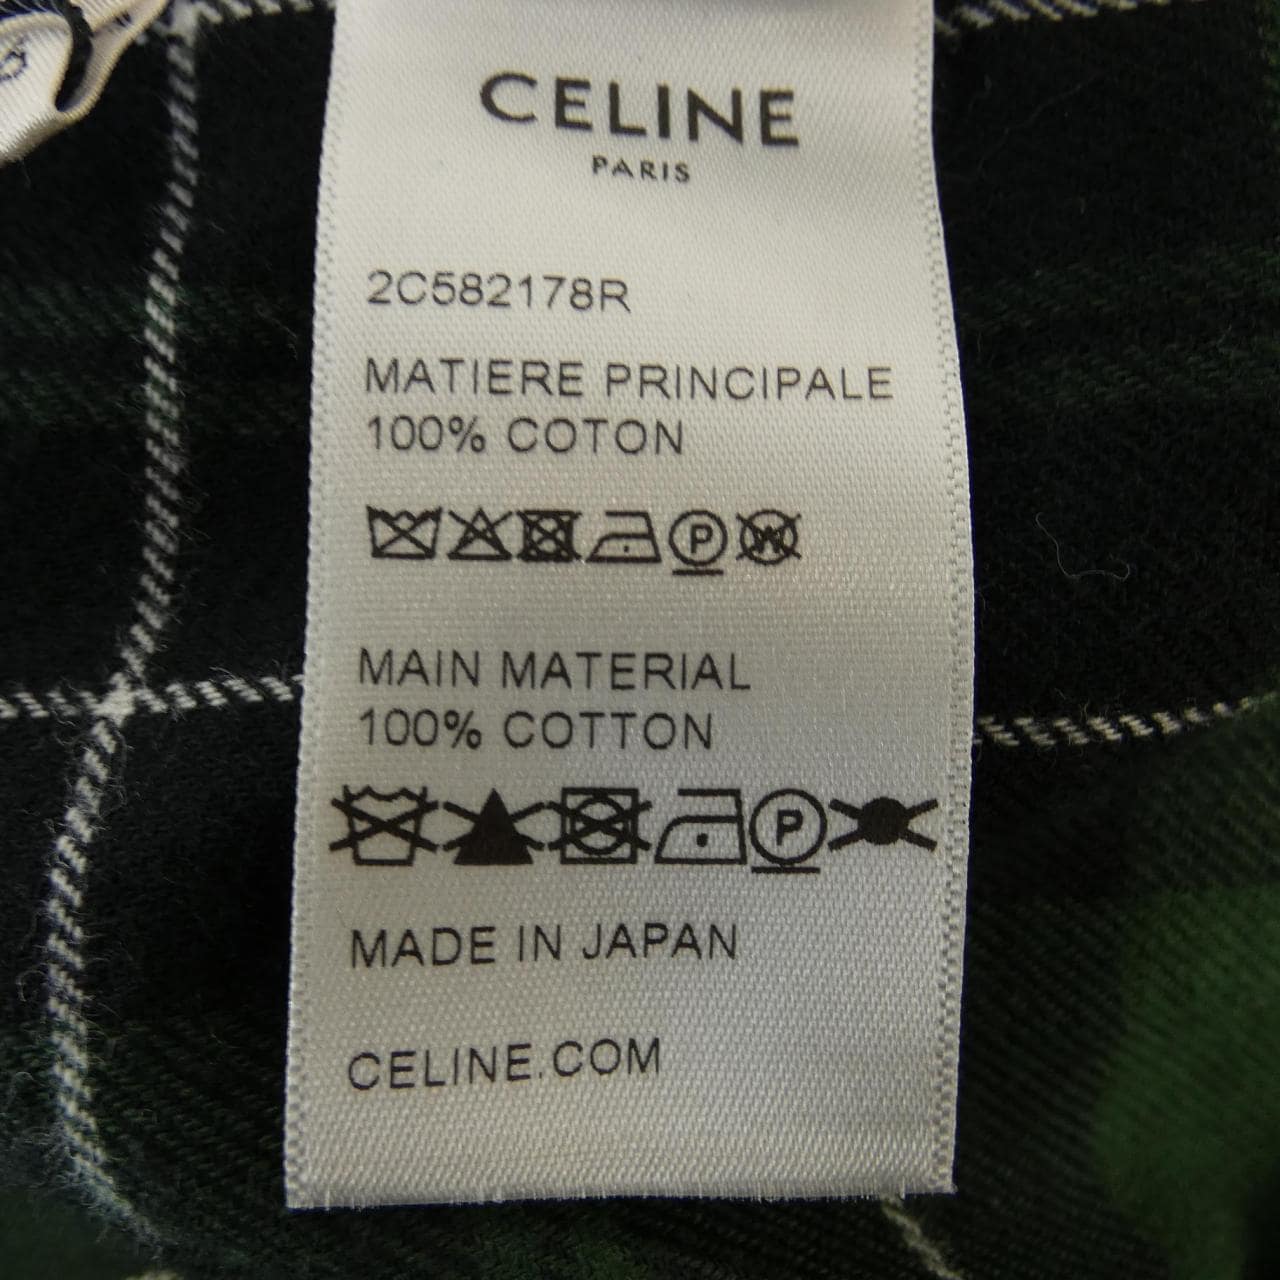 CELINE
PARIS
2C582178R
MATIERE PRINCIPALE
100% COTON
P W
MAIN MATERIAL
100% COTTON
P
MADE IN JAPAN
CELINE.COM